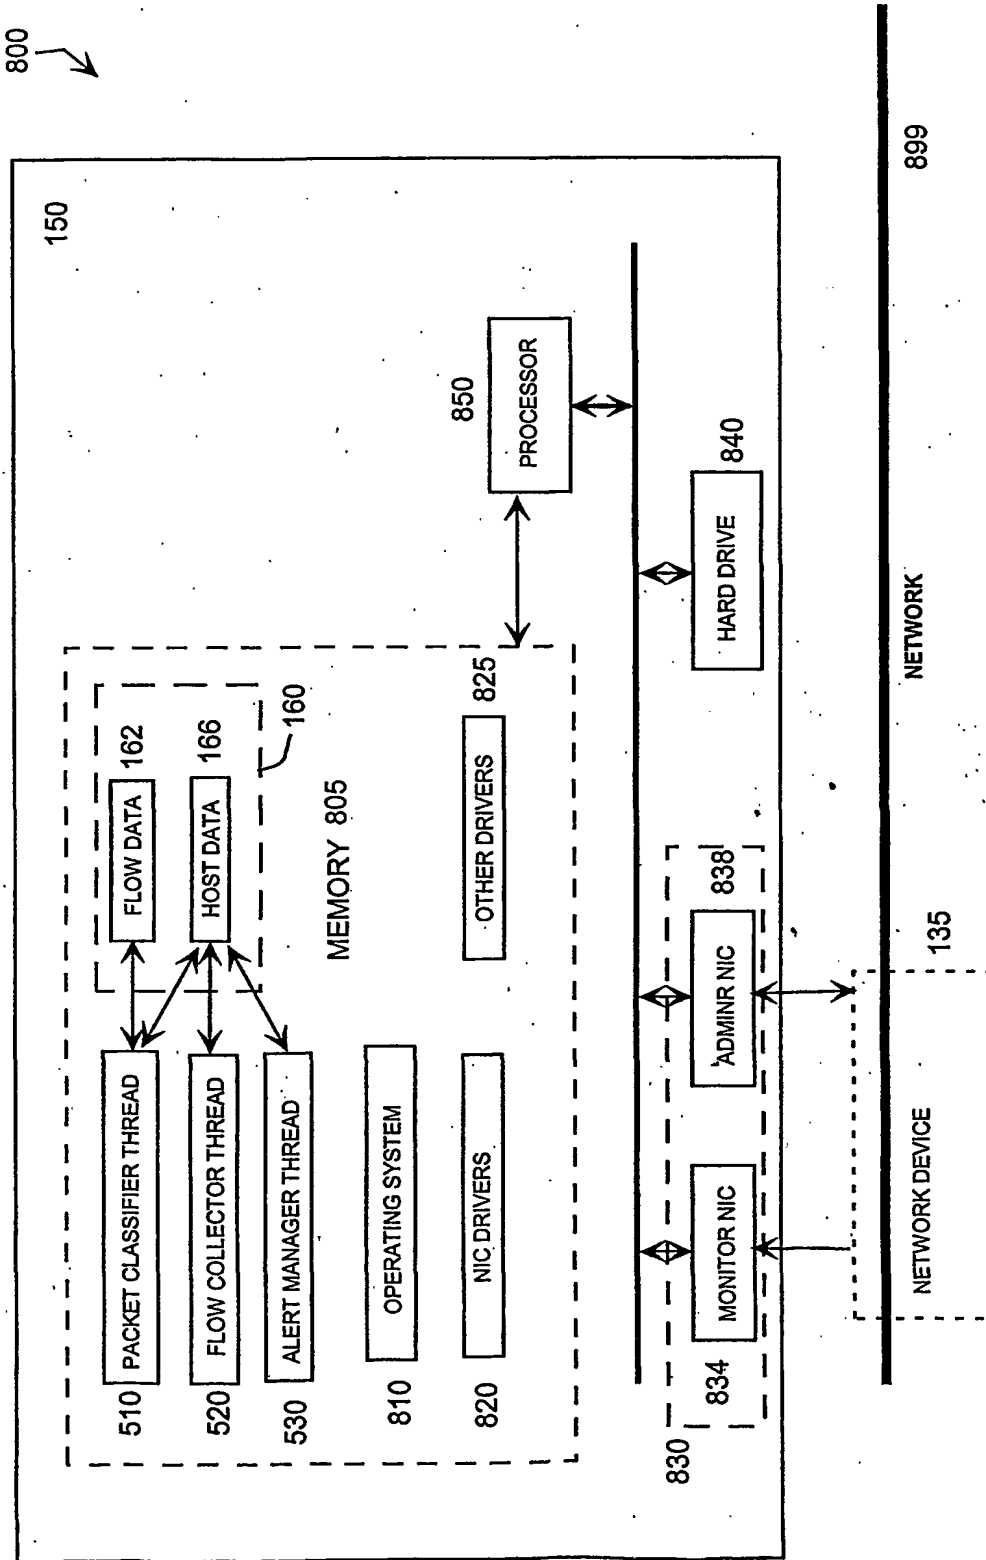 800
150
510 PACKET CLASSIFIER THREAD
FLOW DATA 162
520 FLOW COLLECTOR THREAD
HOST DATA 166
530 ALERT MANAGER THREAD
160
MEMORY 805
810 OPERATING SYSTEM
820 NIC DRIVERS
OTHER DRIVERS 825
850
PROCESSOR
830
834 MONITOR NIC
ADMINR NIC 838
HARD DRIVE 840
135
NETWORK DEVICE
NETWORK
899